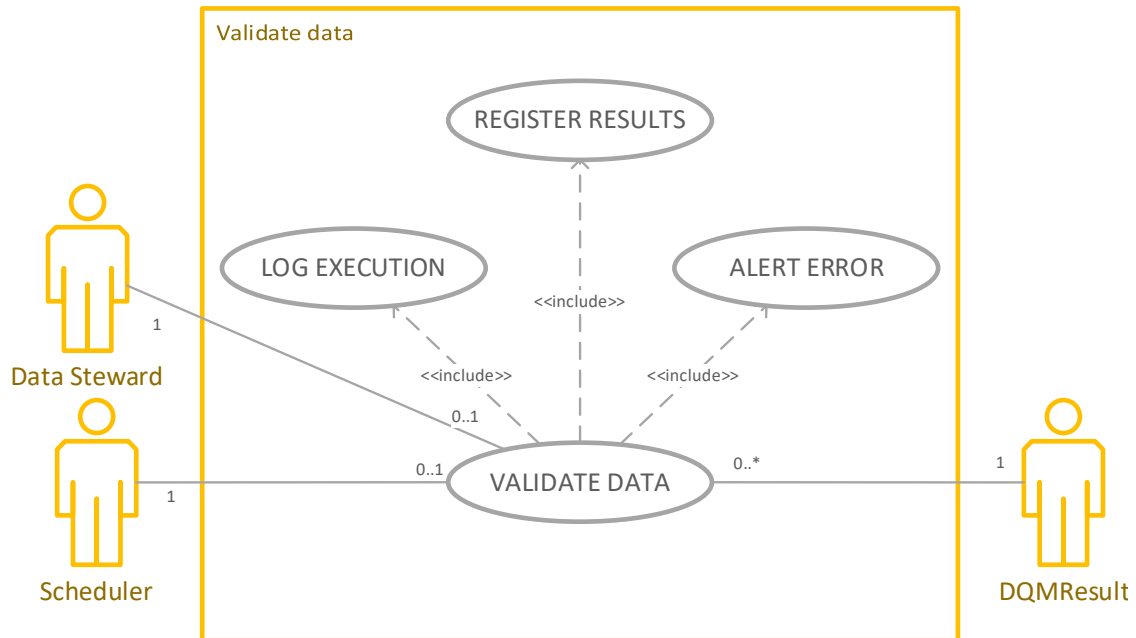 Validate data
REGISTER RESULTS
LOG EXECUTION
ALERT ERROR
<<include>>
1
Data Steward
<<include>>
<<include>>
0..1
0..1
0..*
1
VALIDATE DATA
1
Scheduler
DQMResult